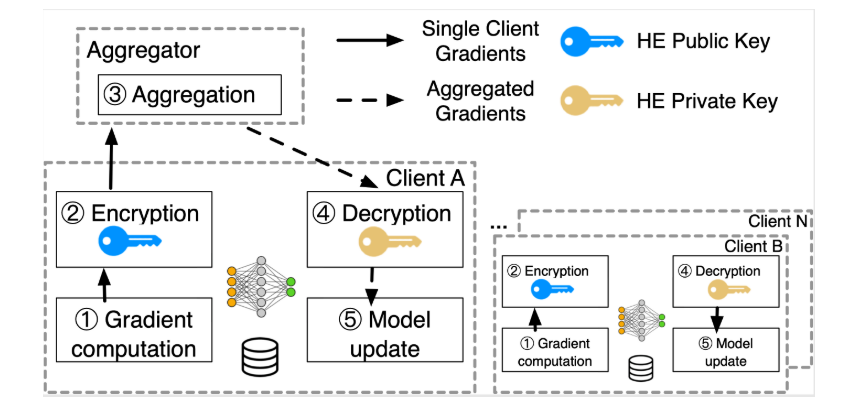 Aggregator
③ Aggregation
Single Client
Gradients
HE Public Key
Aggregated
Gradients
HE Private Key
Client A
② Encryption
④ Decryption
① Gradient
computation
⑤ Model
update
...
Client N
Client B
② Encryption
④ Decryption
① Gradient
computation
⑤ Model
update